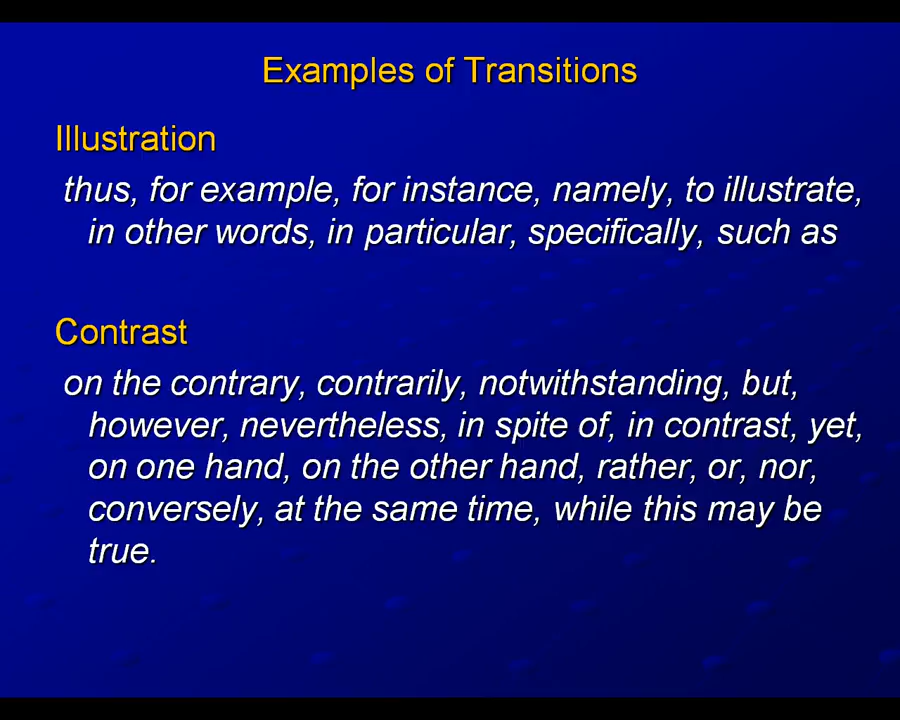 Examples of Transitions
Illustration
thus, for example, for instance, namely, to illustrate,
in other words, in particular, specifically, such as
Contrast
on the contrary, contrarily, notwithstanding, but,
however, nevertheless, in spite of, in contrast, yet,
on one hand, on the other hand, rather, or, nor,
conversely, at the same time, while this may be
true.